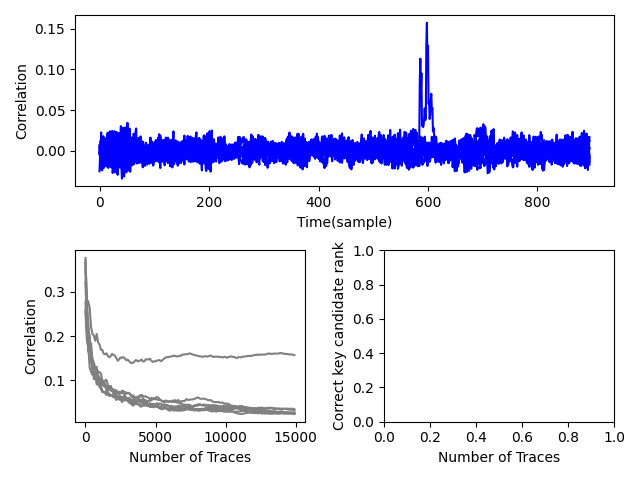 0.15
0.10
0.05
0.00
Correlation
0 200 400 600 800
Time(sample)
0.3
0.2
0.1
Correlation
0 5000 10000 15000
Number of Traces
1.0
0.8
0.6
0.4
0.2
0.0
Correct key candidate rank
0.0 0.2 0.4 0.6 0.8 1.0
Number of Traces